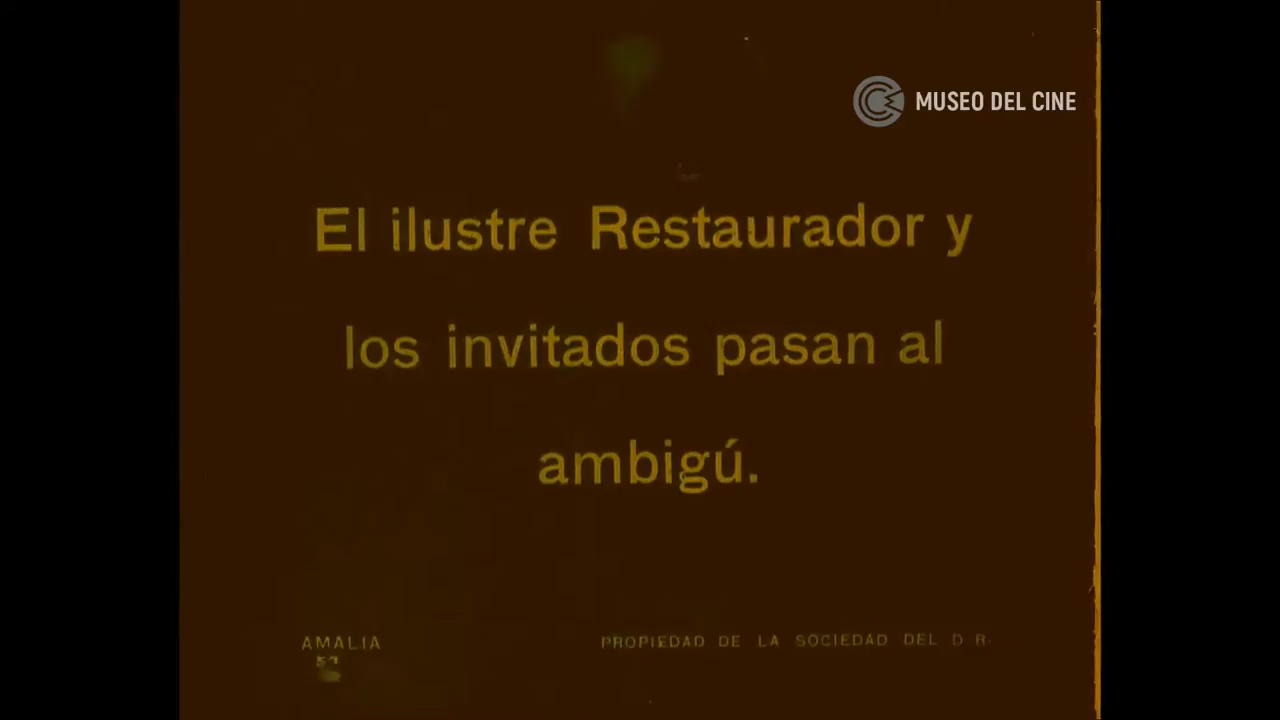 MUSEO DEL CINE
El ilustre Restaurador y
los invitados pasan al
ambigú.
AMALIA
PROPIEDAD DE LA SOCIEDAD DEL D R.